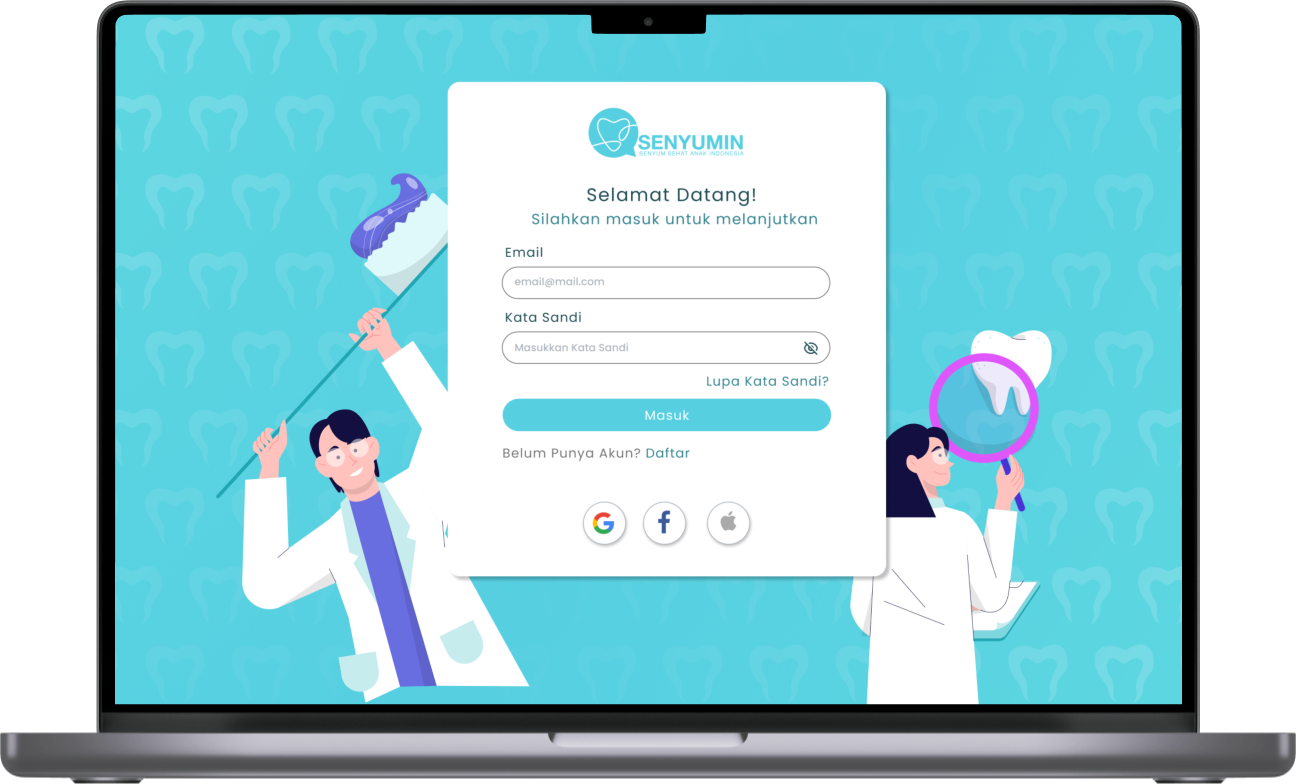 SENYUMIN
SENYUM SEHAT ANAK INDONESIA
Selamat Datang!
Silahkan masuk untuk melanjutkan
Email
email@mail.com
Kata Sandi
Masukkan Kata Sandi
Lupa Kata Sandi?
Masuk
Belum Punya Akun? Daftar